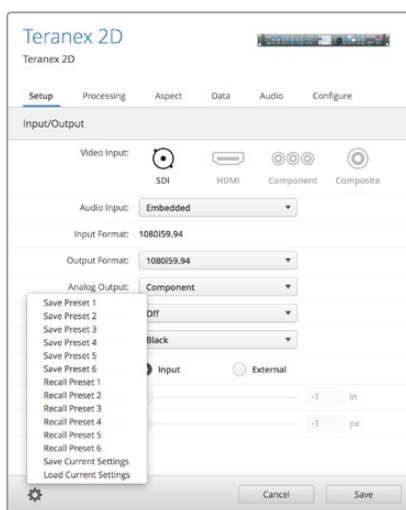 Teranex 2D
Teranex 2D
Setup Processing Aspect Data Audio Configure
Input/Output
Video Input:
SDI HDMI Component Composite
Audio Input: Embedded
Input Format: 1080i59.94
Output Format: 1080i59.94
Analog Output: Component
Off
Black
Input External
-1 in
-1 px
Save Preset 1
Save Preset 2
Save Preset 3
Save Preset 4
Save Preset 5
Save Preset 6
Recall Preset 1
Recall Preset 2
Recall Preset 3
Recall Preset 4
Recall Preset 5
Recall Preset 6
Save Current Settings
Load Current Settings
Cancel Save